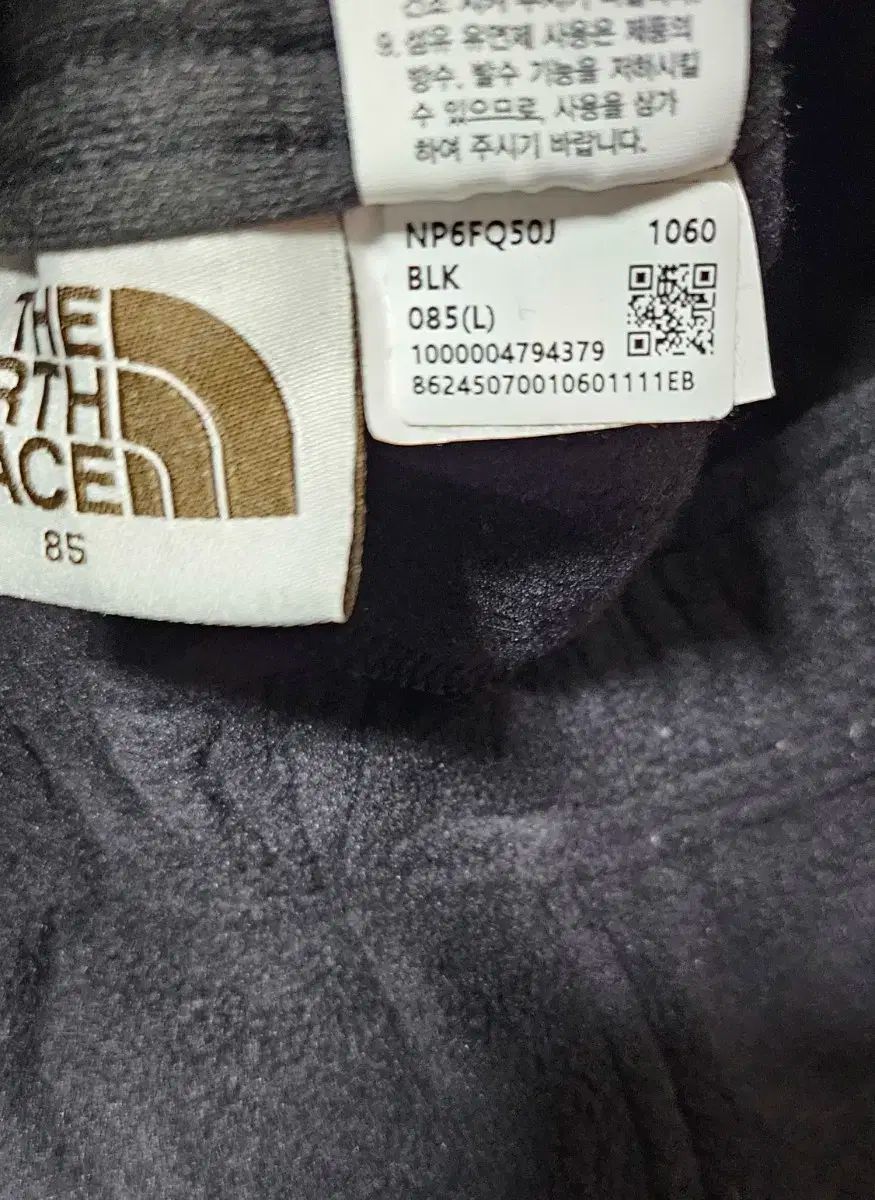 9. 섬유 유연제 사용은 제품의
방수, 발수 기능을 저하시킬
수 있으므로, 사용을 삼가
하여 주시기 바랍니다.
NP6FQ50J 1060
BLK
085(L)
1000004794379
86245070010601111EB
THE
RTH
ACE
85